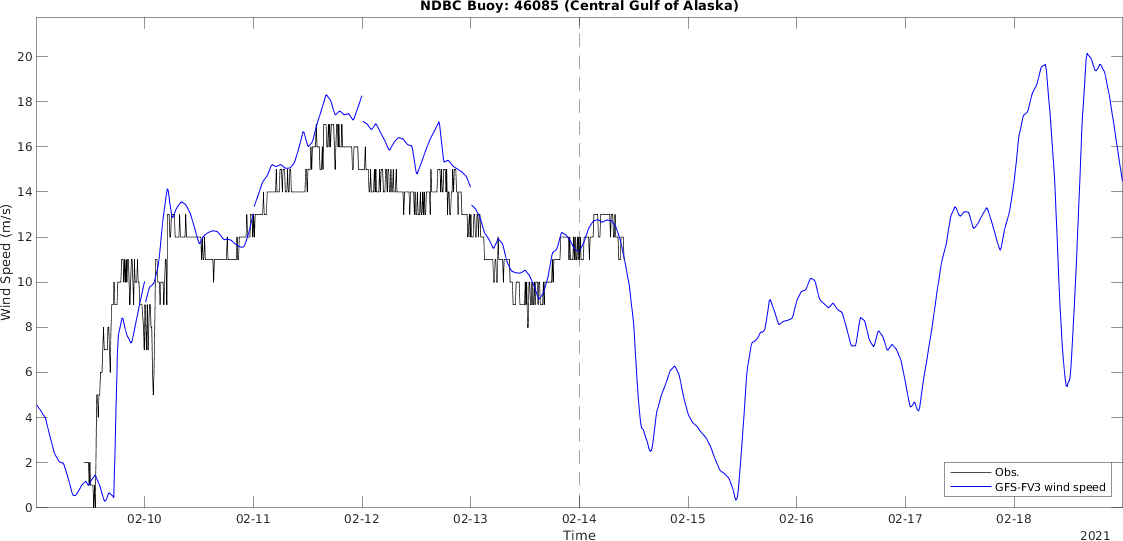 NDBC Buoy: 46085 (Central Gulf of Alaska)
20
18
16
14
12
10
8
6
4
2
0
Wind Speed (m/s)
02-10 02-11 02-12 02-13 02-14 02-15 02-16 02-17 02-18
Time
2021
Obs.
GFS-FV3 wind speed